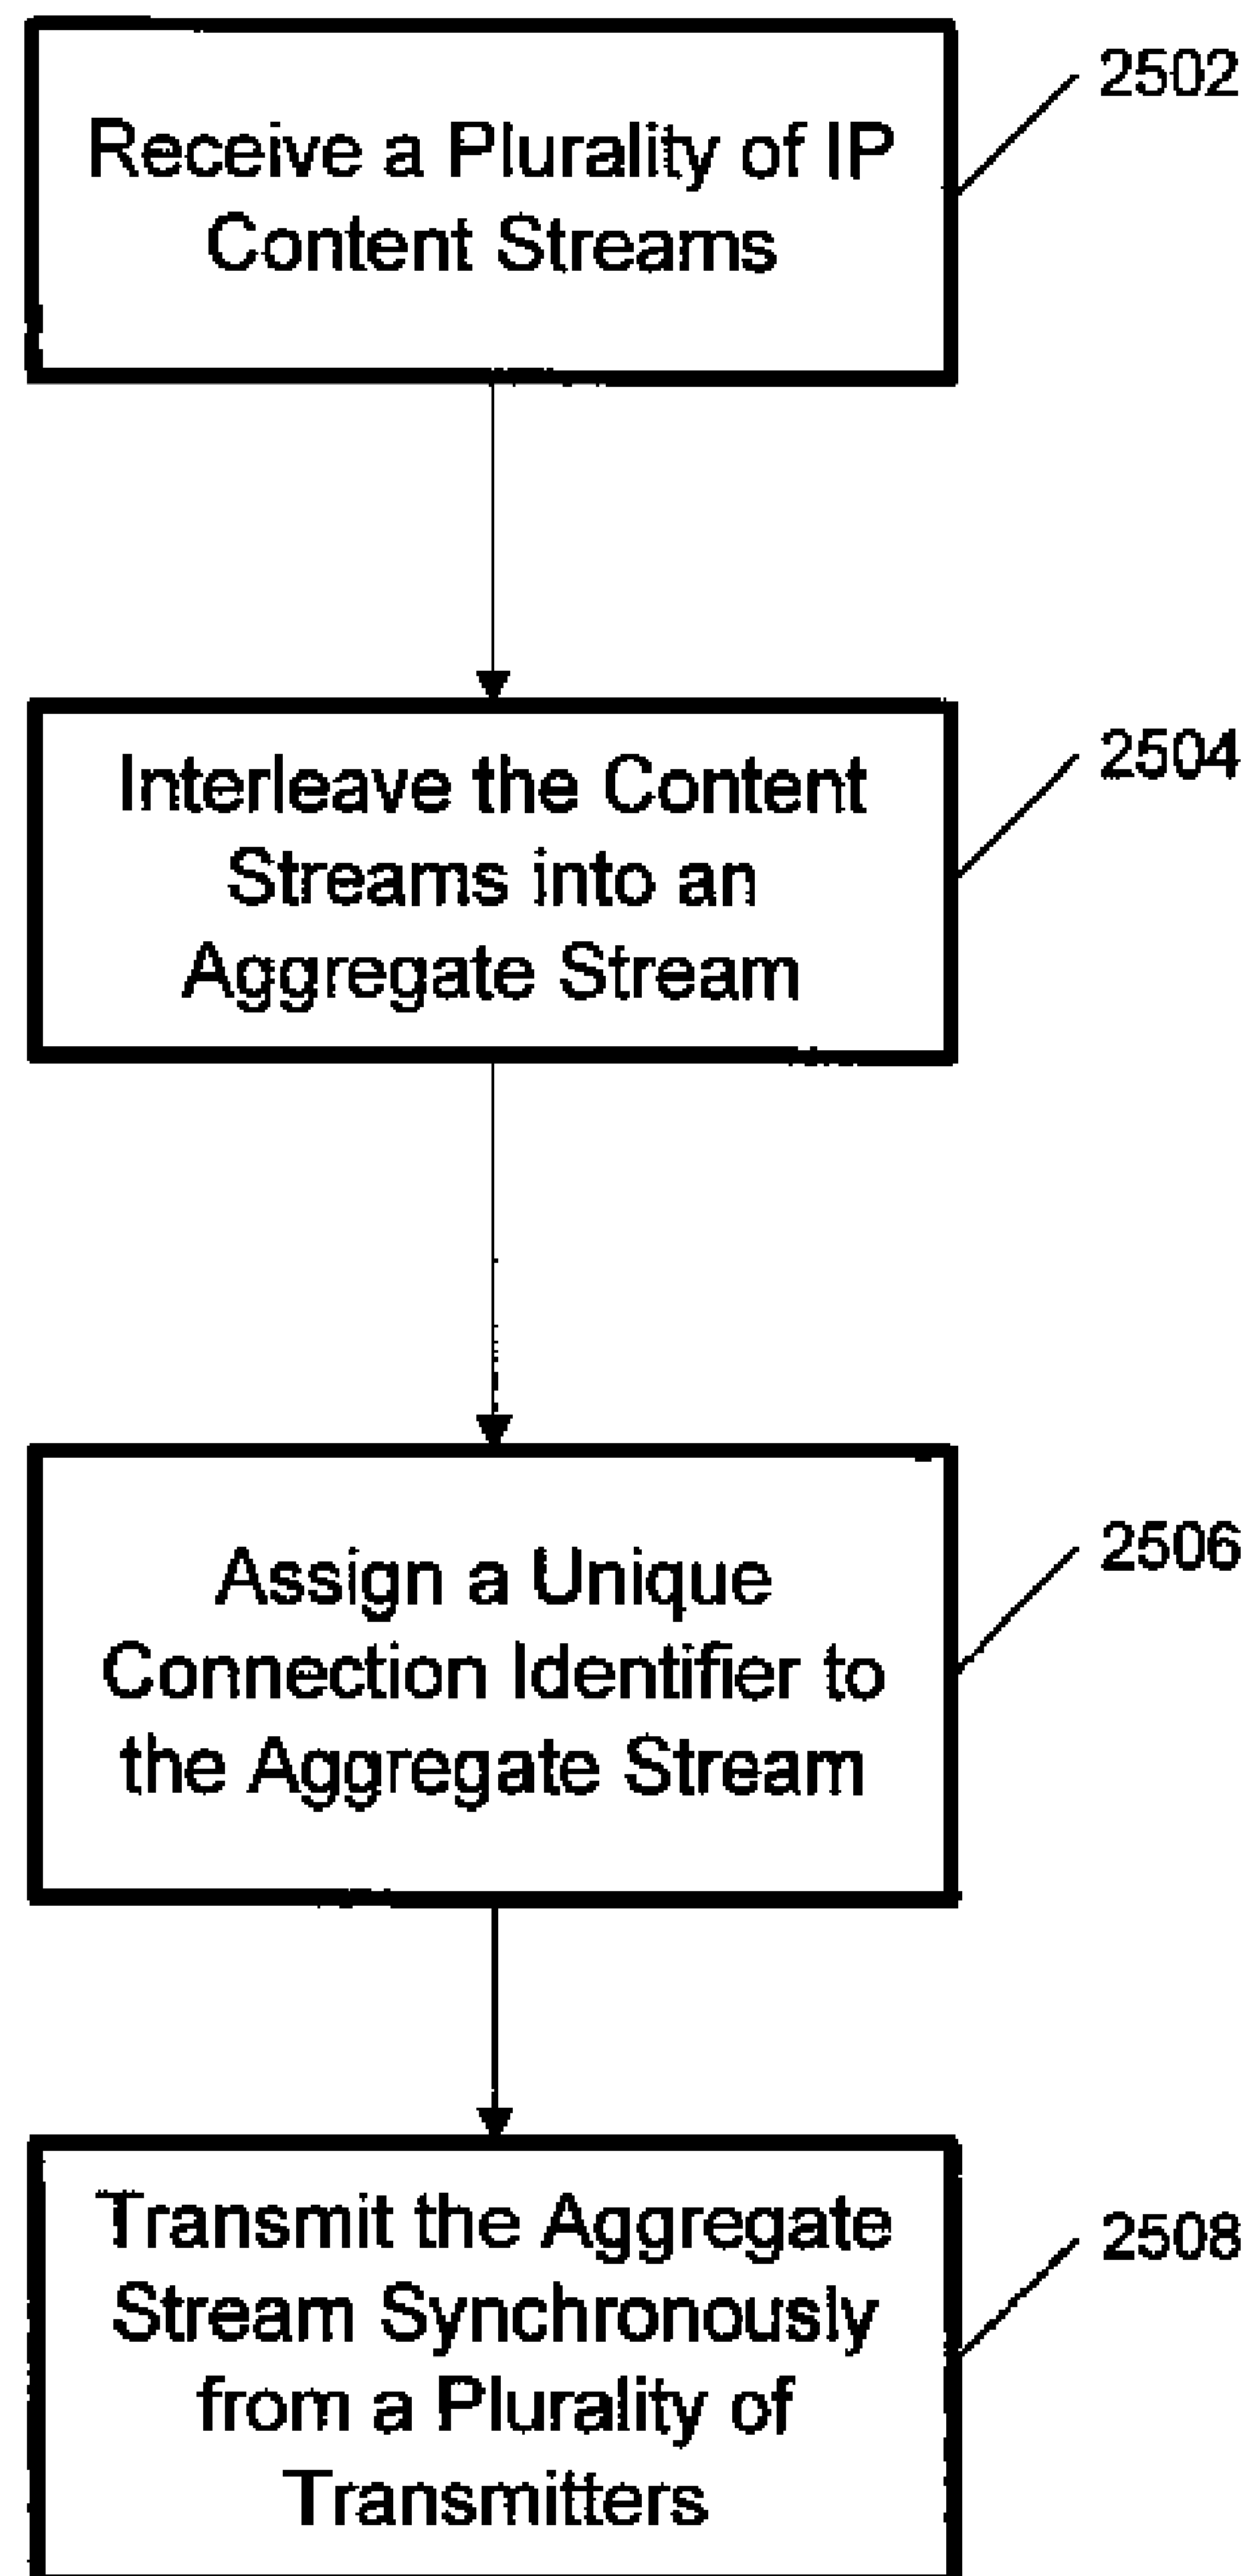 Receive a Plurality of IP
Content Streams
2502
Interleave the Content
Streams into an
Aggregate Stream
2504
Assign a Unique
Connection Identifier to
the Aggregate Stream
2506
Transmit the Aggregate
Stream Synchronously
from a Plurality of
Transmitters
2508